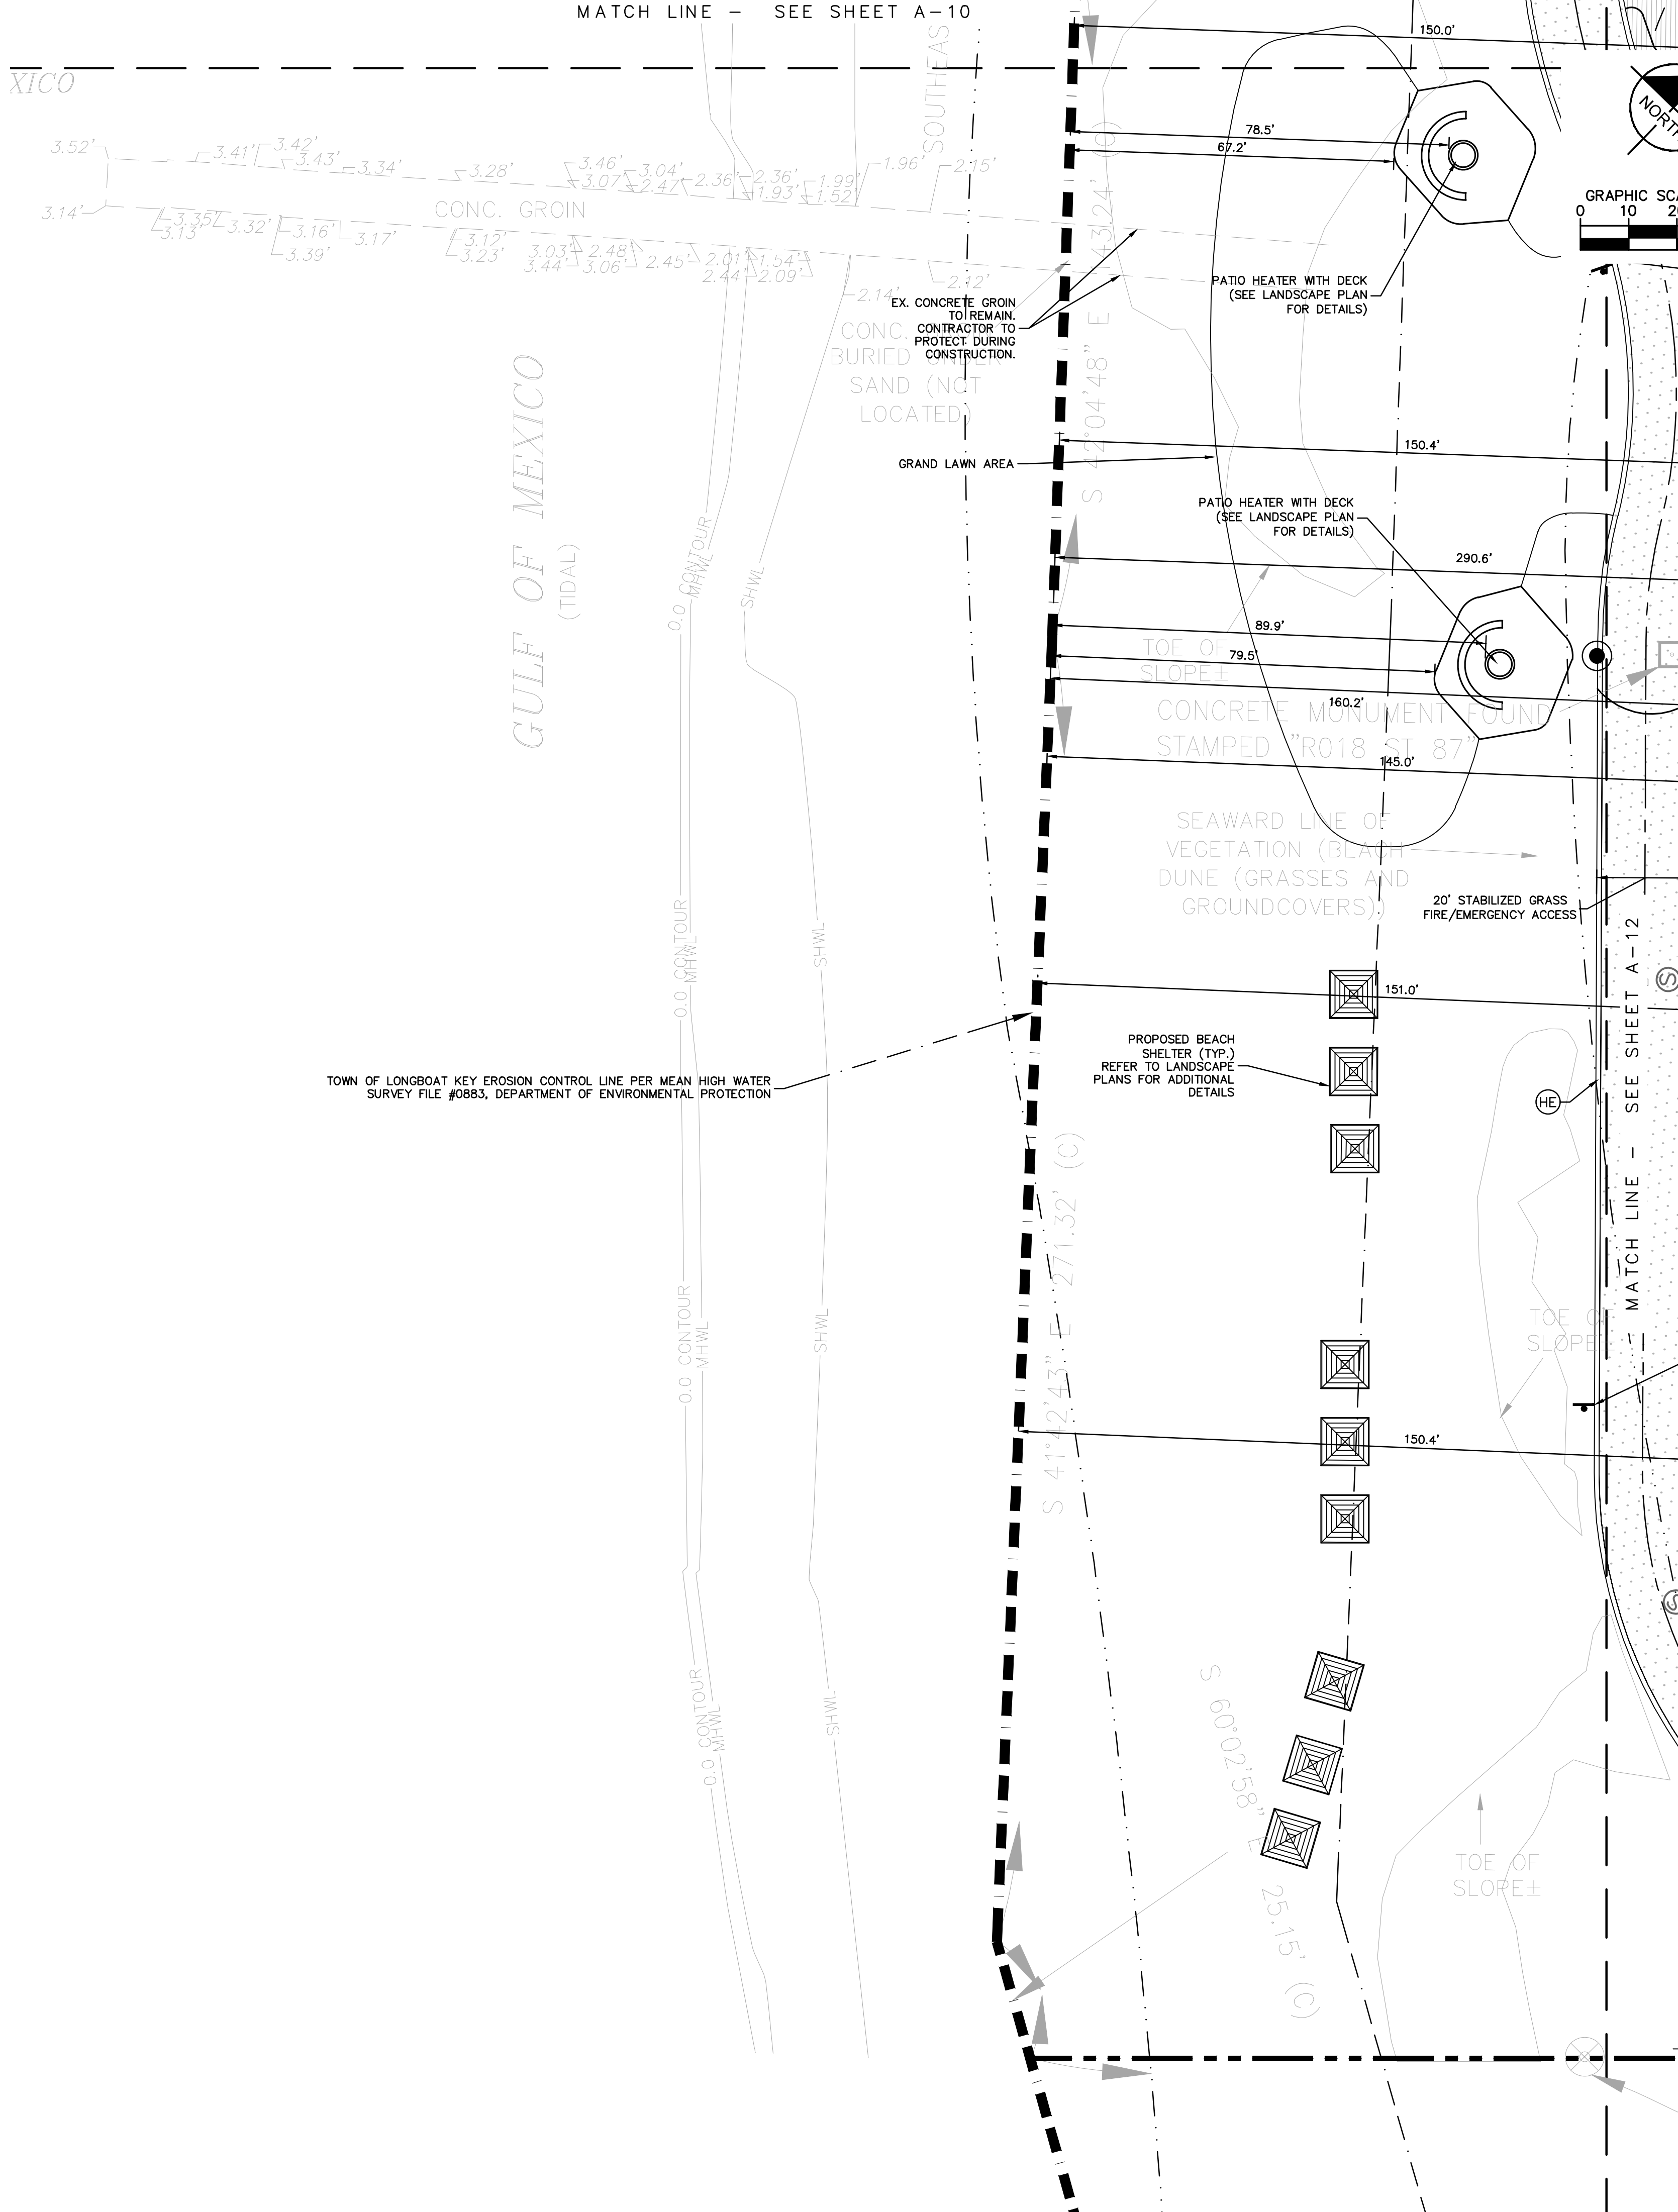 MATCH LINE - SEE SHEET A-10
XICO
SOUTHEAS
150.0'
NORT
GRAPHIC SCA
0 10 20
3.52'
3.41'
3.42'
3.43'
3.34'
3.28'
3.46'
3.07'
3.04'
2.47'
2.36'
2.36'
1.93'
1.99'
1.52'
1.96'
2.15'
78.5'
67.2'
CONC. GROIN
3.14'
3.35'
3.13'
3.32'
3.16'
3.39'
3.17'
3.12'
3.23'
3.03'
3.44'
2.48'
3.06'
2.45'
2.01'
2.44'
1.54'
2.09'
2.14'
2.12'
S 42°04'48" E 43.24' (C)
EX. CONCRETE GROIN
TO REMAIN.
CONTRACTOR TO
PROTECT DURING
CONSTRUCTION.
CONC.
BURIED UNDER
SAND (NOT
LOCATED)
PATIO HEATER WITH DECK
(SEE LANDSCAPE PLAN
FOR DETAILS)
GULF OF MEXICO
(TIDAL)
150.4'
GRAND LAWN AREA
PATIO HEATER WITH DECK
(SEE LANDSCAPE PLAN
FOR DETAILS)
0.0 CONTOUR
MHWL
SHWL
290.6'
89.9'
79.5'
TOE OF
SLOPE±
160.2'
CONCRETE MONUMENT FOUND
STAMPED "R018 ST 87"
145.0'
SEAWARD LINE OF
VEGETATION (BEACH
DUNE (GRASSES AND
GROUNDCOVERS))
20' STABILIZED GRASS
FIRE/EMERGENCY ACCESS
0.0 CONTOUR
MHWL
SHWL
MATCH LINE - SEE SHEET A-12
S
151.0'
TOWN OF LONGBOAT KEY EROSION CONTROL LINE PER MEAN HIGH WATER
SURVEY FILE #0883, DEPARTMENT OF ENVIRONMENTAL PROTECTION
PROPOSED BEACH
SHELTER (TYP.)
REFER TO LANDSCAPE
PLANS FOR ADDITIONAL
DETAILS
HE
S 41°42'43" E 271.32' (C)
0.0 CONTOUR
MHWL
SHWL
TOE OF
SLOPE±
150.4'
S
0.0 CONTOUR
MHWL
0.0 CONTOUR
SHWL
S 60°02'58" E 25.15' (C)
TOE OF
SLOPE±